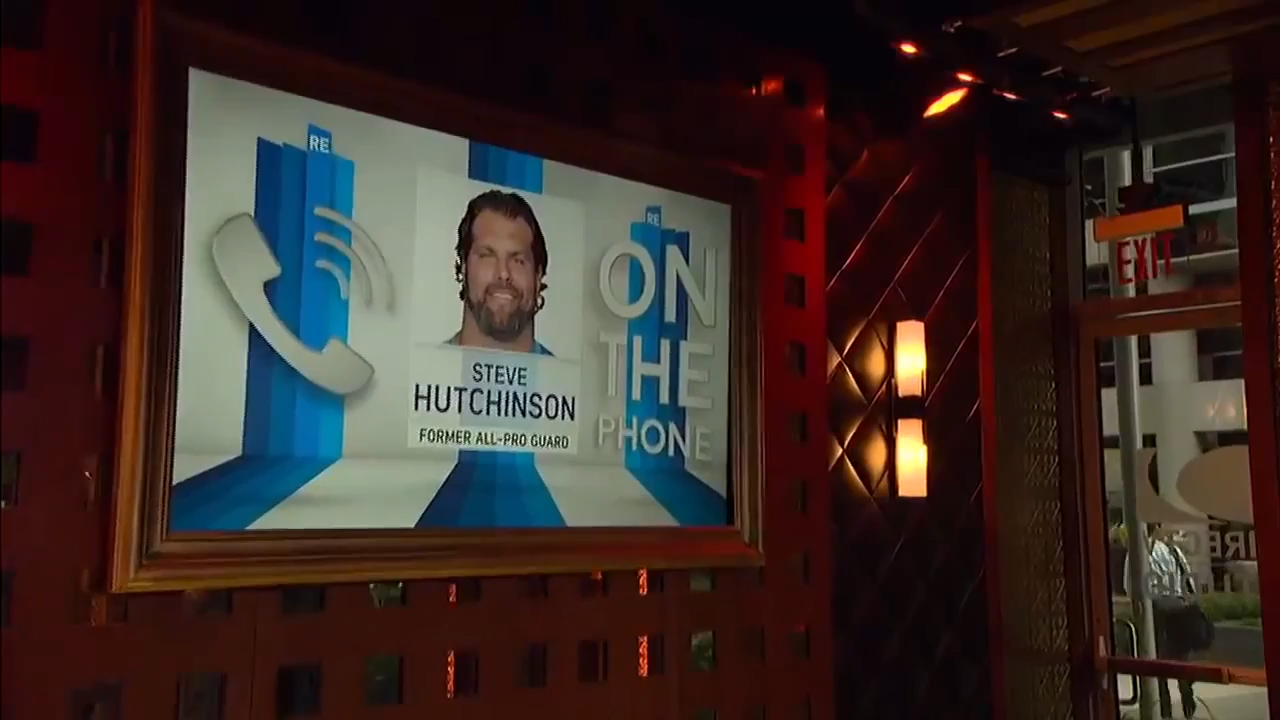 RE
RE
ON
THE
PHONE
STEVE
HUTCHINSON
FORMER ALL-PRO GUARD
EXIT